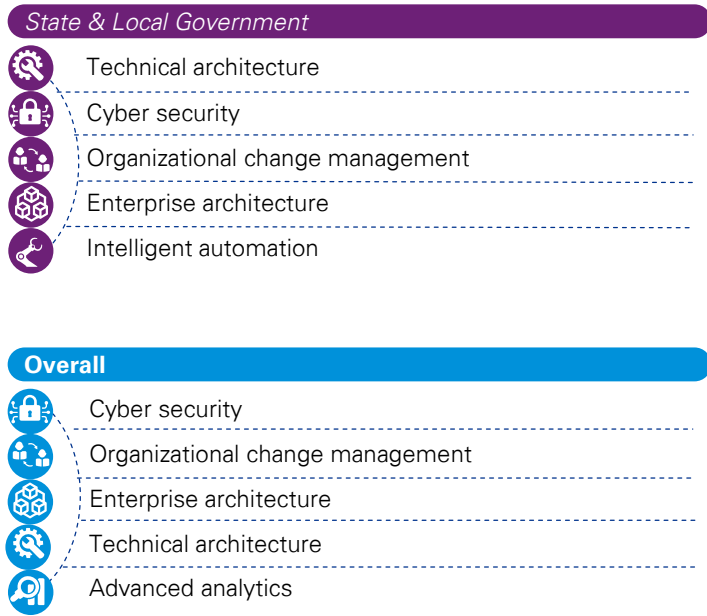 State & Local Government
Technical architecture
Cyber security
Organizational change management
Enterprise architecture
Intelligent automation
Overall
Cyber security
Organizational change management
Enterprise architecture
Technical architecture
Advanced analytics